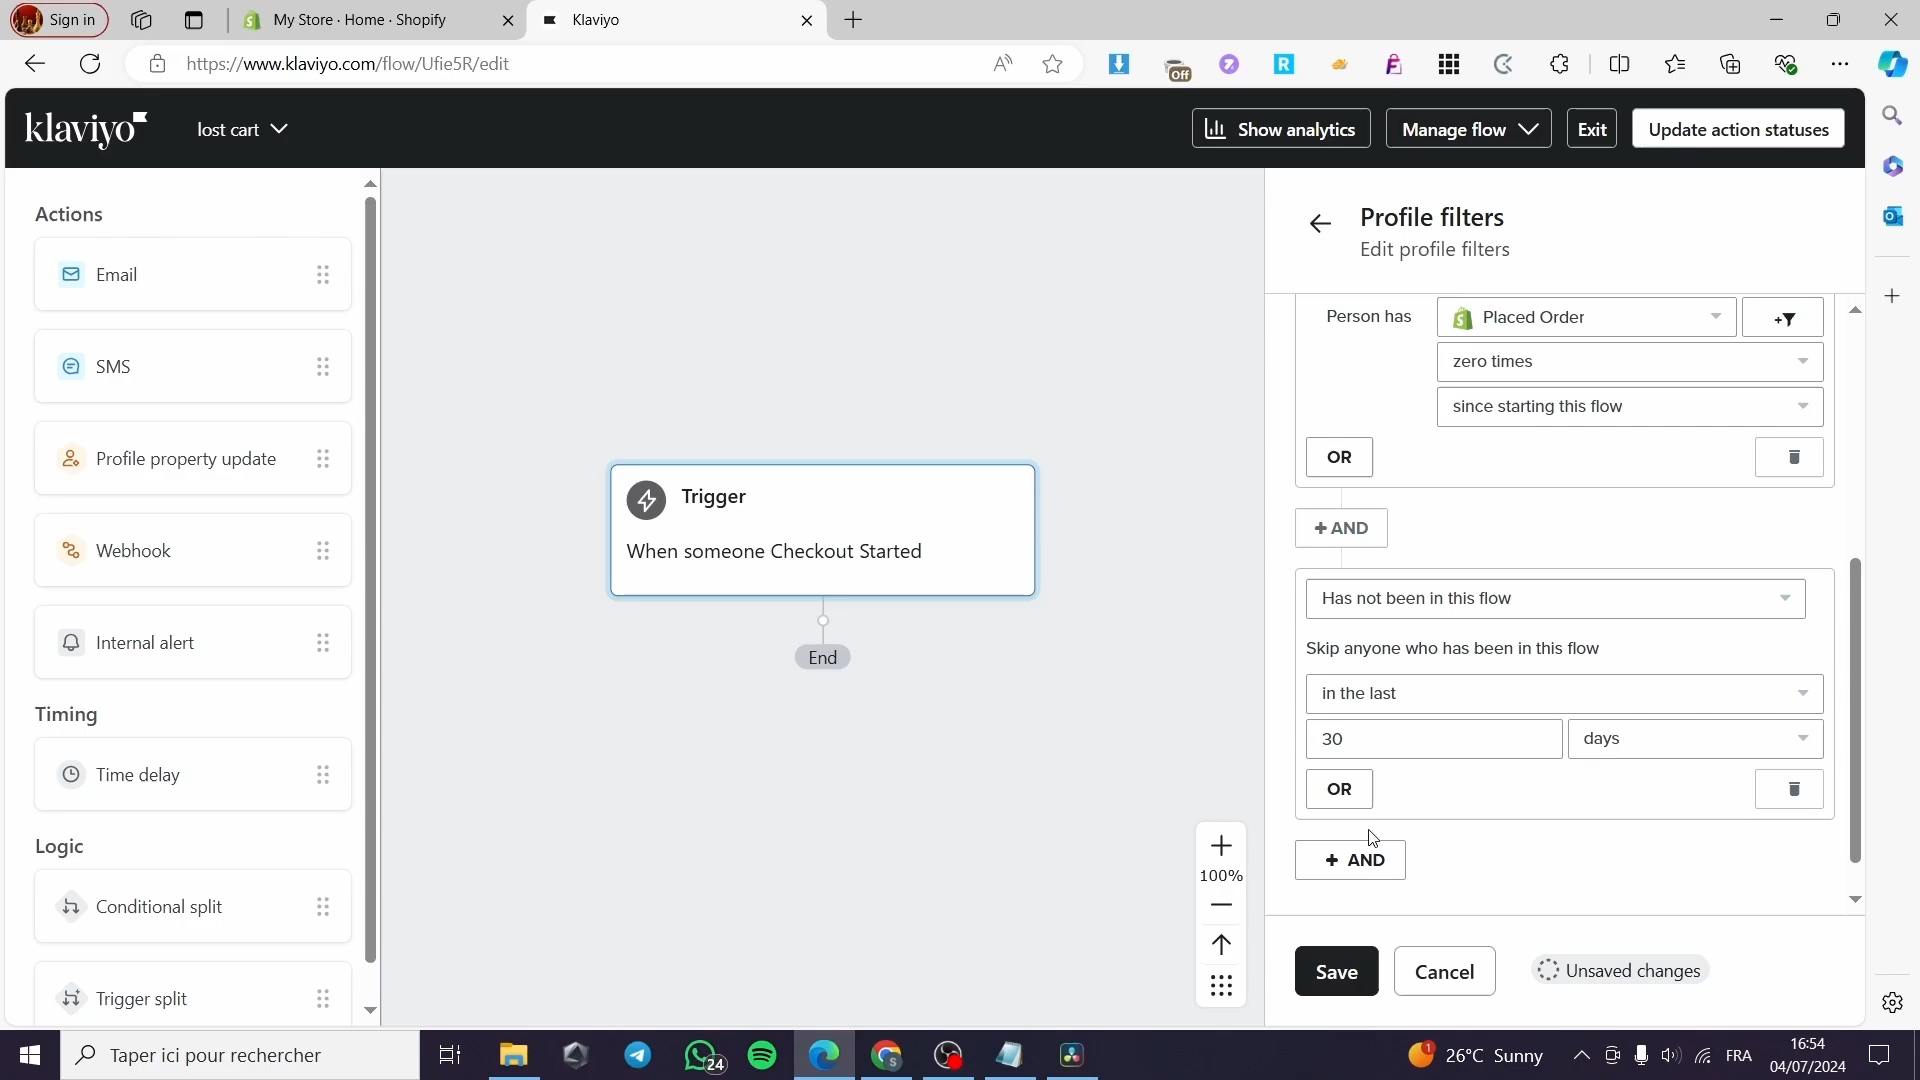 Sign in
My Store · Home · Shopify
Klaviyo
https://www.klaviyo.com/flow/Ufie5R/edit
Off
klaviyo
lost cart
Show analytics
Manage flow
Exit
Update action statuses
Actions
Email
SMS
Profile property update
Webhook
Internal alert
Timing
Time delay
Logic
Conditional split
Trigger split
Trigger
When someone Checkout Started
End
100%
Profile filters
Edit profile filters
Person has
Placed Order
zero times
since starting this flow
OR
+ AND
Has not been in this flow
Skip anyone who has been in this flow
in the last
30
days
OR
+ AND
Save
Cancel
Unsaved changes
Taper ici pour rechercher
24
1
26°C Sunny
FRA
16:54
04/07/2024